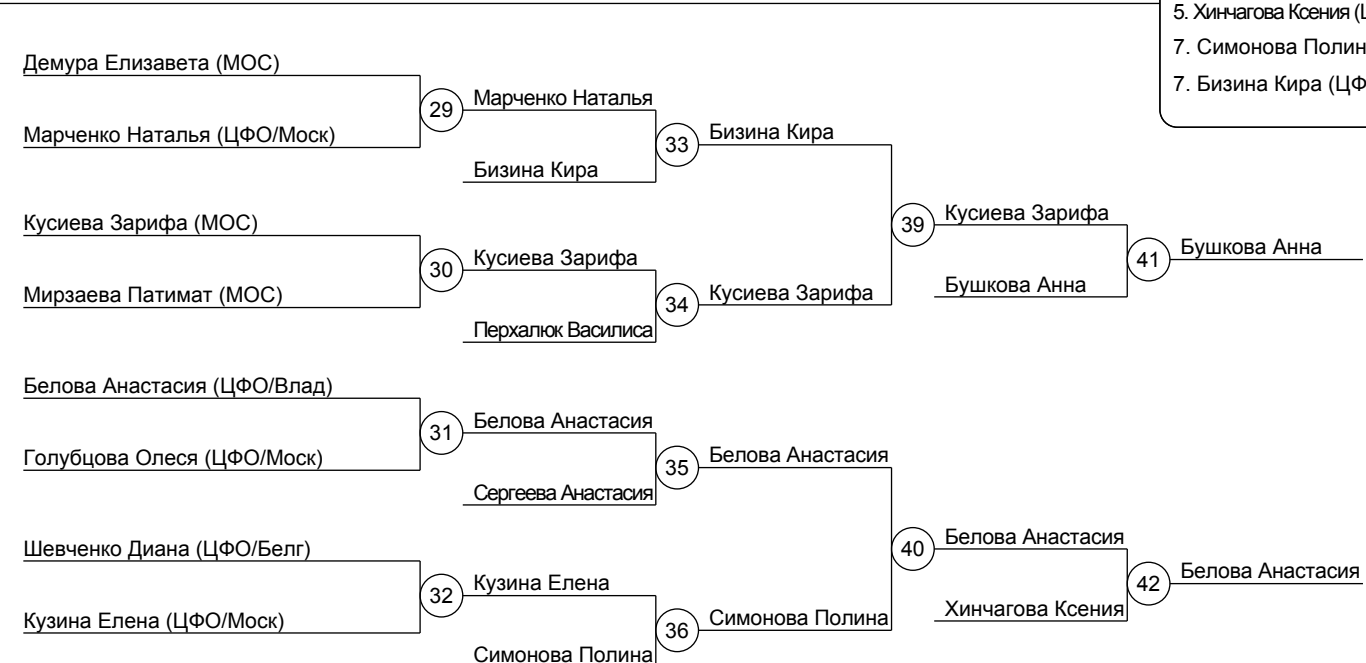 5. Хинчагова Ксения
7. Симонова
7. Бизина Кира
Демура Елизавета (МОС)
29
Марченко Наталья
Марченко Наталья (ЦФО/Моск)
33
Бизина Кира
Бизина Кира
Кусиева Зарифа (МОС)
39
Кусиева Зарифа
30
Кусиева Зарифа
41
Бушкова Анна
Мирзаева Патимат (МОС)
34
Кусиева Зарифа
Бушкова Анна
Перхалюк Василиса
Белова Анастасия (ЦФО/Влад)
31
Белова Анастасия
Голубцова Олеся (ЦФО/Моск)
35
Белова Анастасия
Сергеева Анастасия
Шевченко Диана (ЦФО/Белг)
40
Белова Анастасия
32
Кузина Елена
42
Белова Анастасия
Кузина Елена (ЦФО/Моск)
36
Симонова Полина
Хинчагова Ксения
Симонова Полина